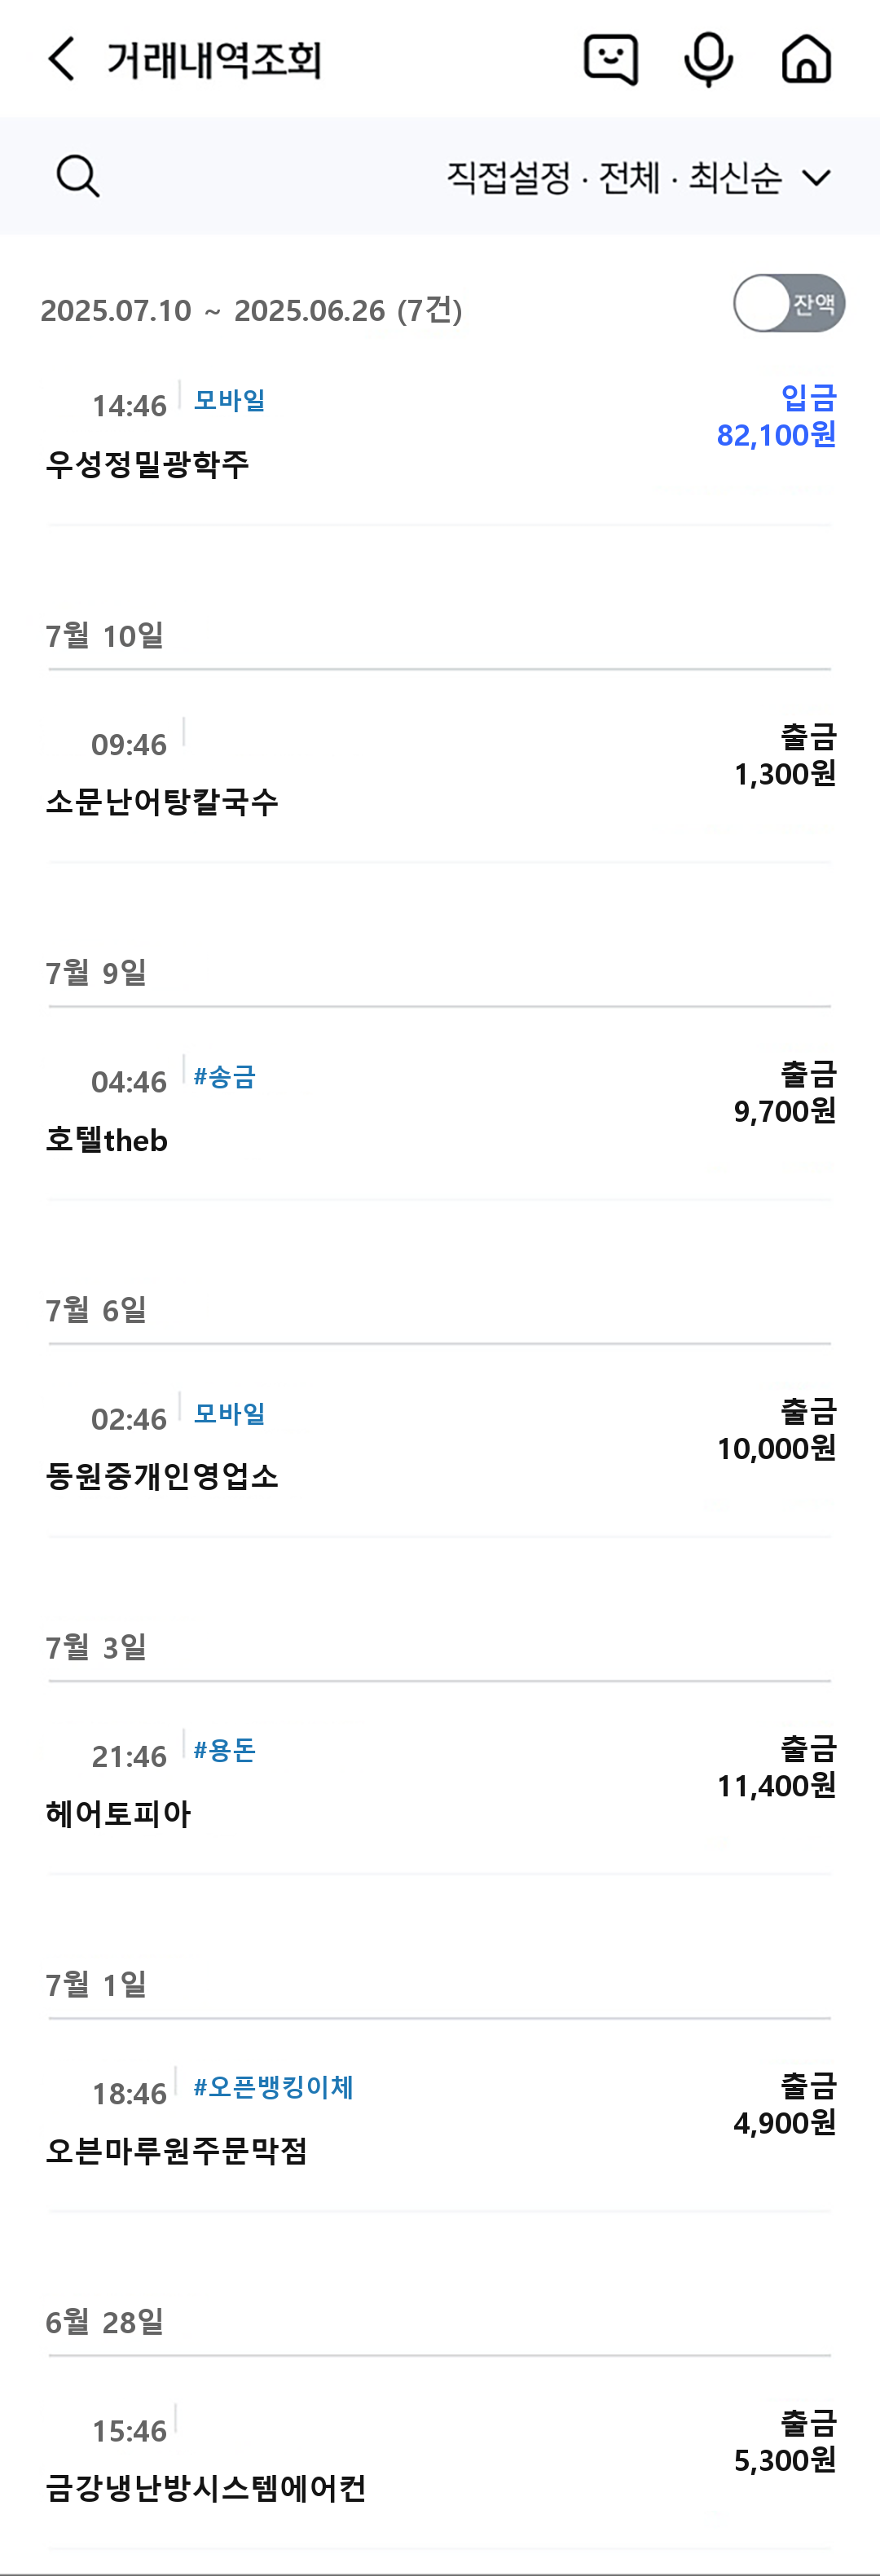 거래내역조회
직접설정 · 전체 · 최신순
2025.07.10 ~ 2025.06.26 (7건)
잔액
14:46 모바일
입금
82,100원
우성정밀광학주
7월 10일
09:46
출금
1,300원
소문난어탕칼국수
7월 9일
04:46 #송금
출금
9,700원
호텔theb
7월 6일
02:46 모바일
출금
10,000원
동원중개인영업소
7월 3일
21:46 #용돈
출금
11,400원
헤어토피아
7월 1일
18:46 #오픈뱅킹이체
출금
4,900원
오븐마루원주문막점
6월 28일
15:46
출금
5,300원
금강냉난방시스템에어컨